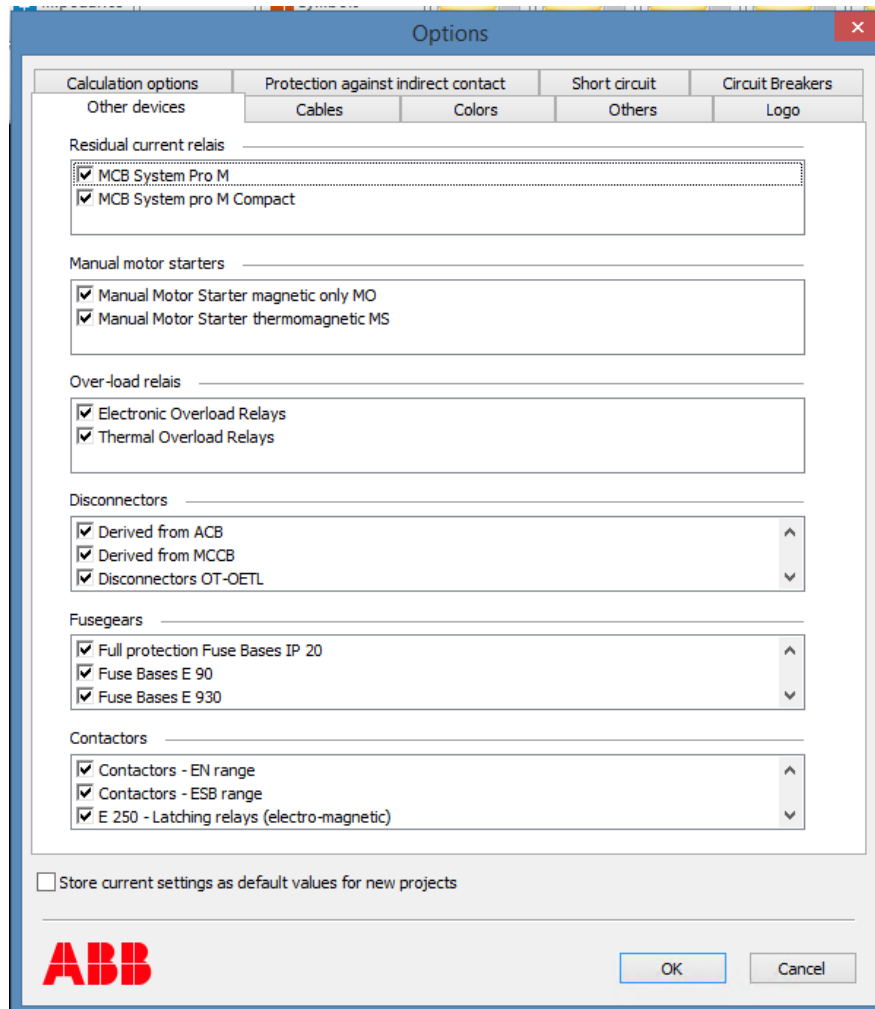 Options
Calculation options
Protection against indirect contact
Short circuit
Circuit Breakers
Other devices
Cables
Colors
Others
Logo
Residual current relais
MCB System Pro M
MCB System pro M Compact
Manual motor starters
Manual Motor Starter magnetic only MO
Manual Motor Starter thermomagnetic MS
Over-load relais
Electronic Overload Relays
Thermal Overload Relays
Disconnectors
Derived from ACB
Derived from MCCB
Disconnectors OT-OETL
Fusegears
Full protection Fuse Bases IP 20
Fuse Bases E 90
Fuse Bases E 930
Contactors
Contactors - EN range
Contactors - ESB range
E 250 - Latching relays (electro-magnetic)
Store current settings as default values for new projects
ABB
OK
Cancel